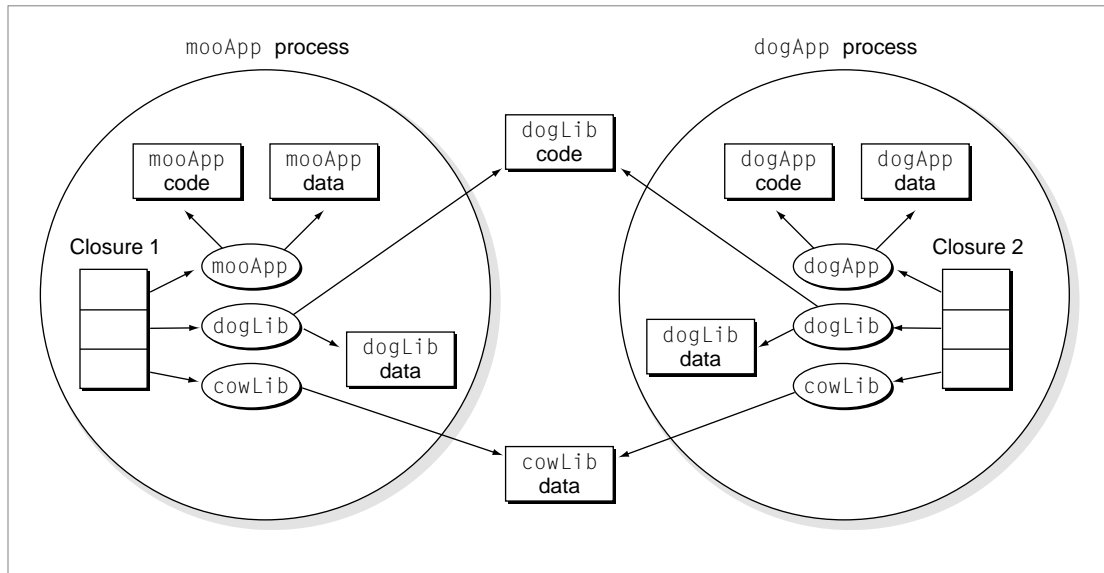 mooApp process
dogApp process
dogLib
code
mooApp
code
mooApp
data
dogApp
code
dogApp
data
Closure 1
Closure 2
mooApp
dogApp
dogLib
dogLib
dogLib
data
dogLib
data
cowLib
cowLib
cowLib
data